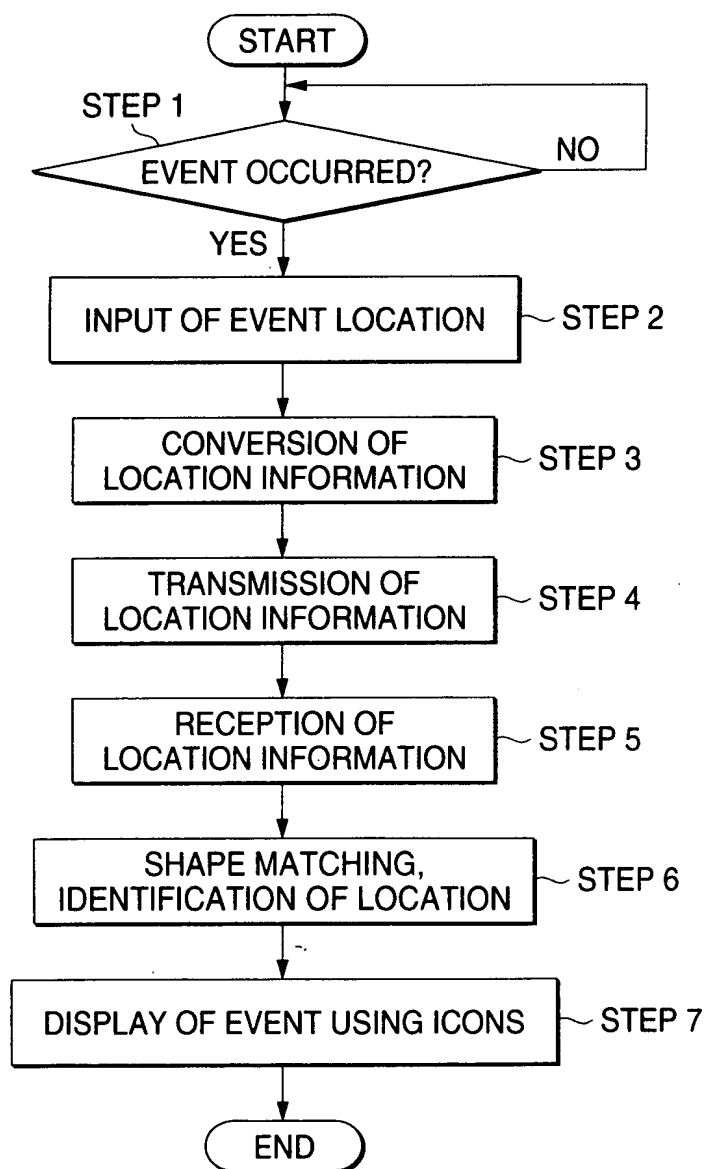 START
STEP 1
EVENT OCCURRED?
NO
YES
INPUT OF EVENT LOCATION
STEP 2
CONVERSION OF
LOCATION INFORMATION
STEP 3
TRANSMISSION OF
LOCATION INFORMATION
STEP 4
RECEPTION OF
LOCATION INFORMATION
STEP 5
SHAPE MATCHING,
IDENTIFICATION OF LOCATION
STEP 6
DISPLAY OF EVENT USING ICONS
STEP 7
END